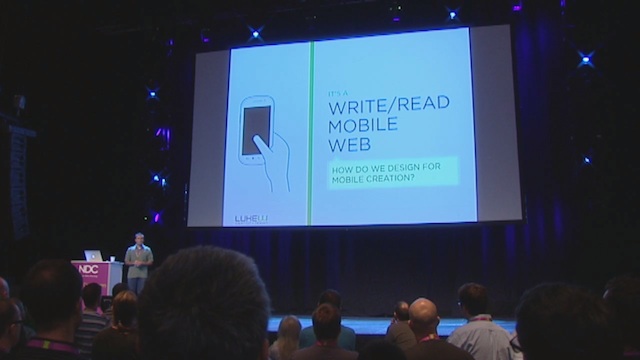 IT'S A
WRITE/READ
MOBILE
WEB
HOW DO WE DESIGN FOR
MOBILE CREATION?
LUKEW
NDC